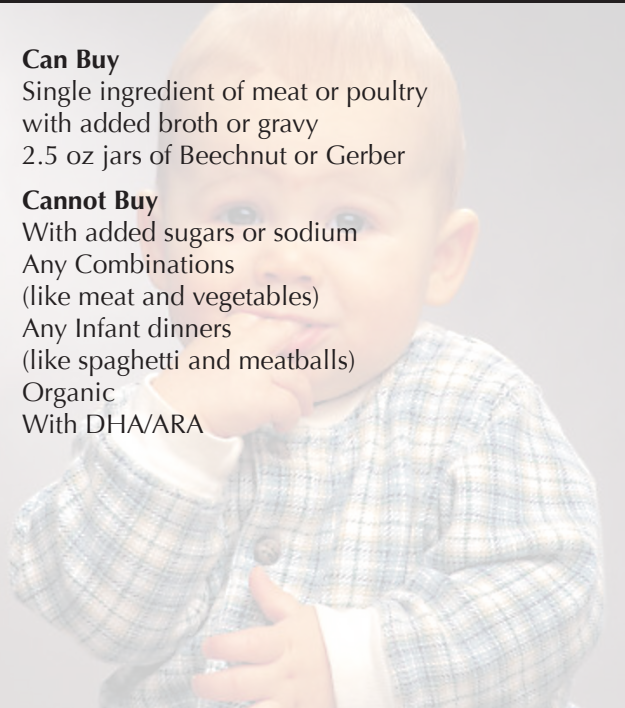 Can Buy
Single ingredient of meat or poultry
with added broth or gravy
2.5 oz jars of Beechnut or Gerber
Cannot Buy
With added sugars or sodium
Any Combinations
(like meat and vegetables)
Any Infant dinners
(like spaghetti and meatballs)
Organic
With DHA/ARA